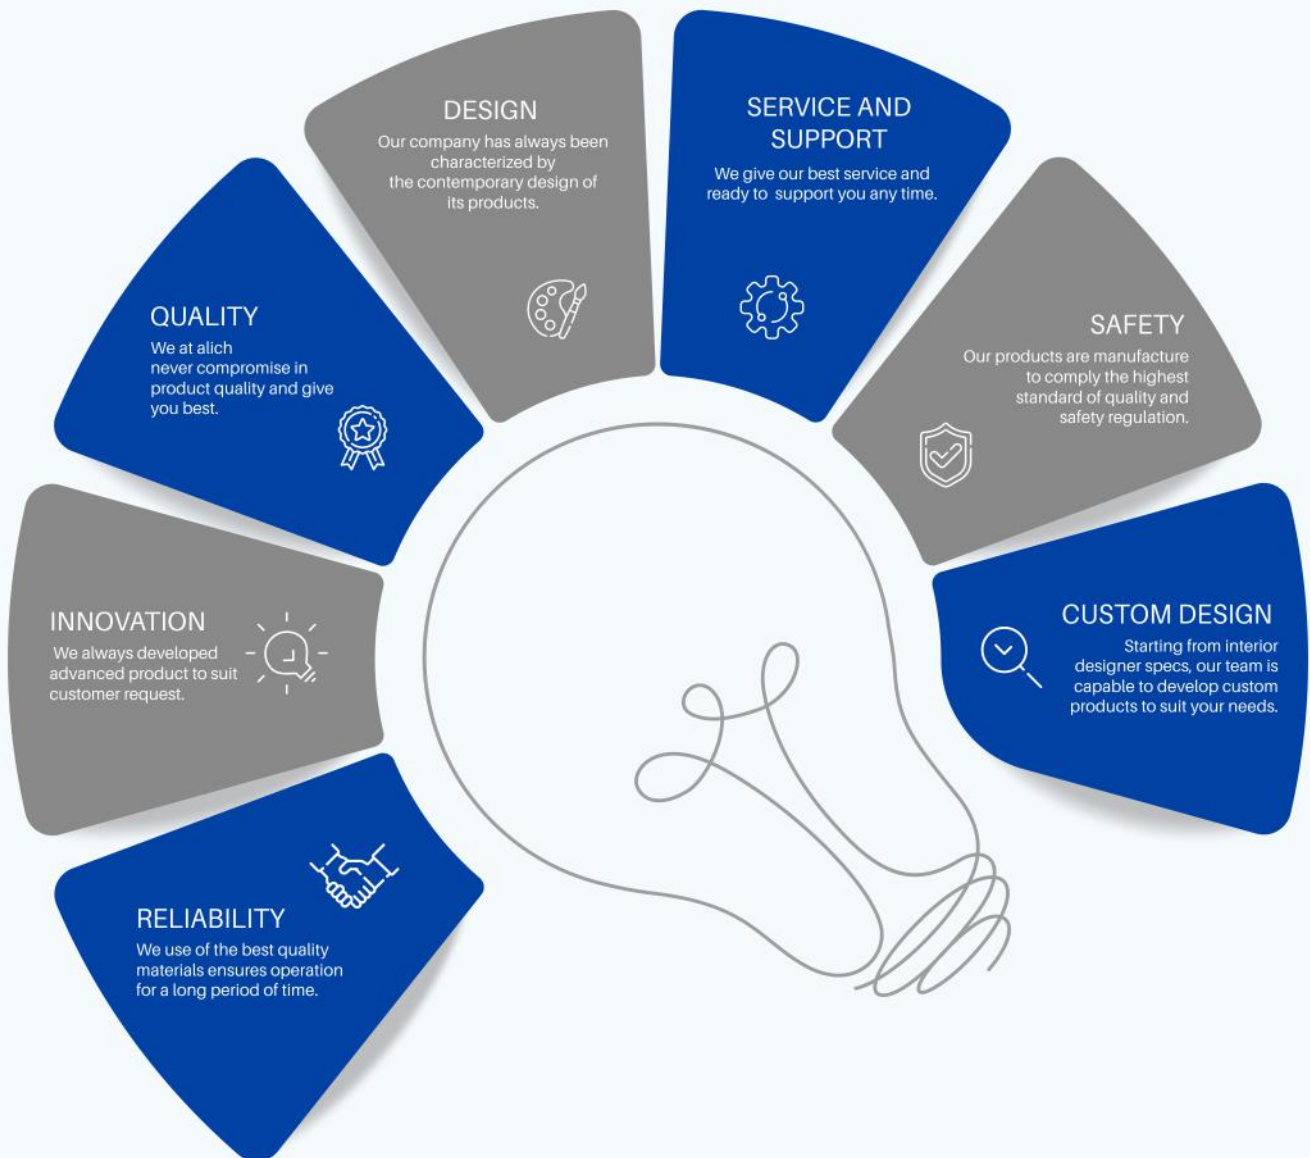 DESIGN
Our company has always been
characterized by
the contemporary design of
its products.
SERVICE AND
SUPPORT
We give our best service and
ready to support you any time.
QUALITY
We at alich
never compromise in
product quality and give
you best.
SAFETY
Our products are manufacture
to comply the highest
standard of quality and
safety regulation.
INNOVATION
We always developed
advanced product to suit
customer request.
CUSTOM DESIGN
Starting from interior
designer specs, our team is
capable to develop custom
products to suit your needs.
RELIABILITY
We use of the best quality
materials ensures operation
for a long period of time.